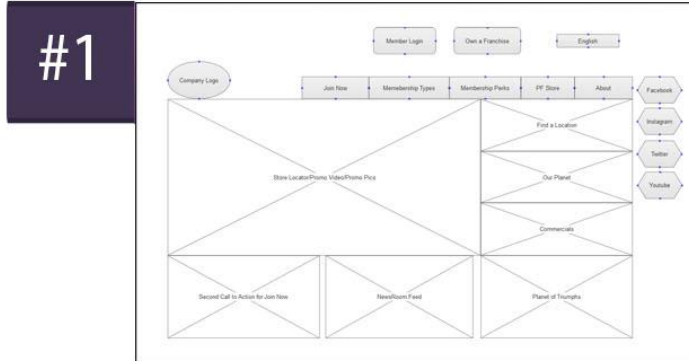 #1
Member Login
Own a Franchise
English
Company Logo
Join Now
Memebership Types
Membership Perks
PF Store
About
Facebook
Instagram
Twitter
Youtube
Store Locator/Promo Video/Promo Pics
Find a Location
Our Planet
Commercials
Second Call to Action for Join Now
NewsRoom Feed
Planet of Triumphs